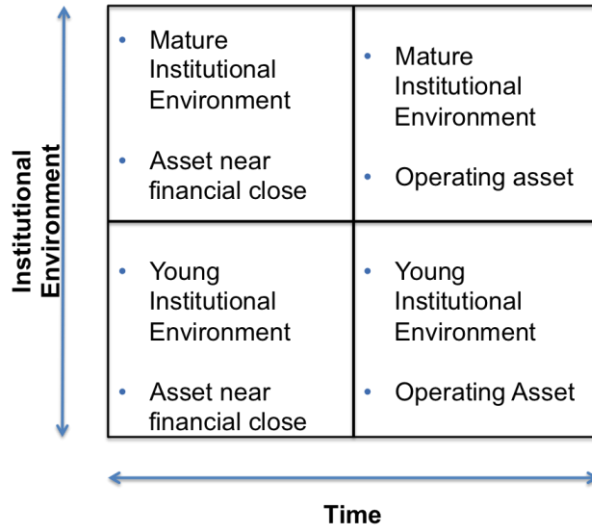 Institutional
Environment
• Mature
Institutional
Environment
• Asset near
financial close
• Mature
Institutional
Environment
• Operating asset
• Young
Institutional
Environment
• Asset near
financial close
• Young
Institutional
Environment
• Operating Asset
Time